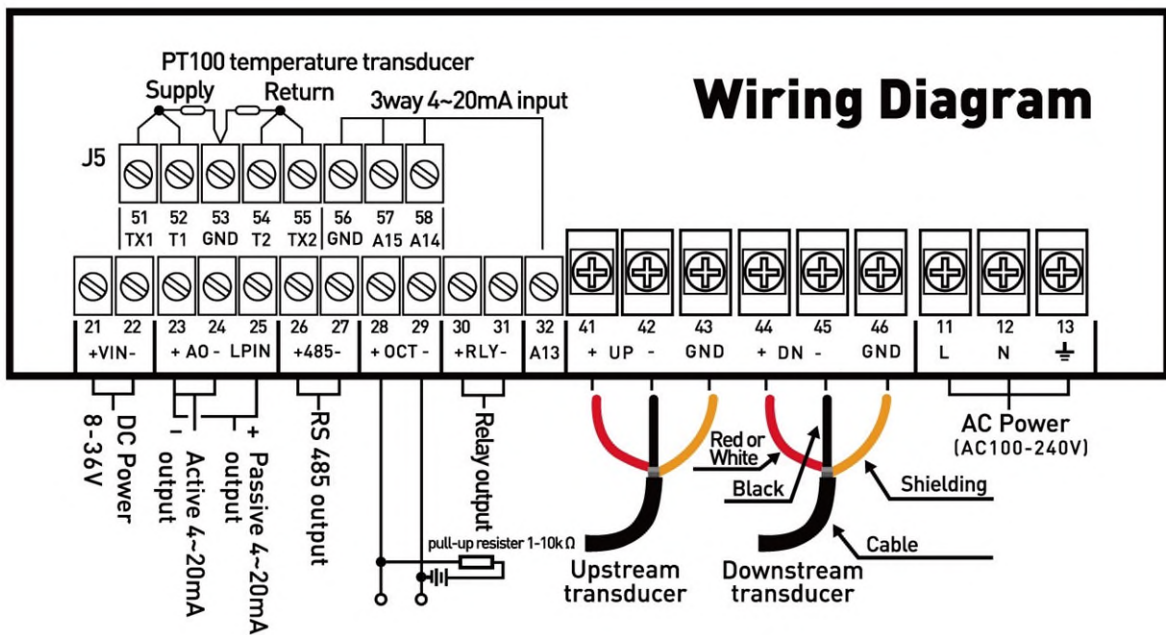 Wiring Diagram
PT100 temperature transducer
Supply
Return
3way 4~20mA input
J5
51 52 53 54 55 56 57 58
TX1 T1 GND T2 TX2 GND A15 A14
21 22 23 24 25 26 27 28 29 30 31 32 41 42 43 44 45 46 11 12 13
+VIN- + AO - LPIN +485- + OCT - +RLY- A13 + UP - GND + DN - GND L N
DC Power
8-36V
Active 4~20mA
output
- +
Passive 4~20mA
output
RS 485 output
Relay output
pull-up resister 1-10kΩ
Red or
White
Black
Shielding
Cable
Upstream
transducer
Downstream
transducer
AC Power
(AC100-240V)